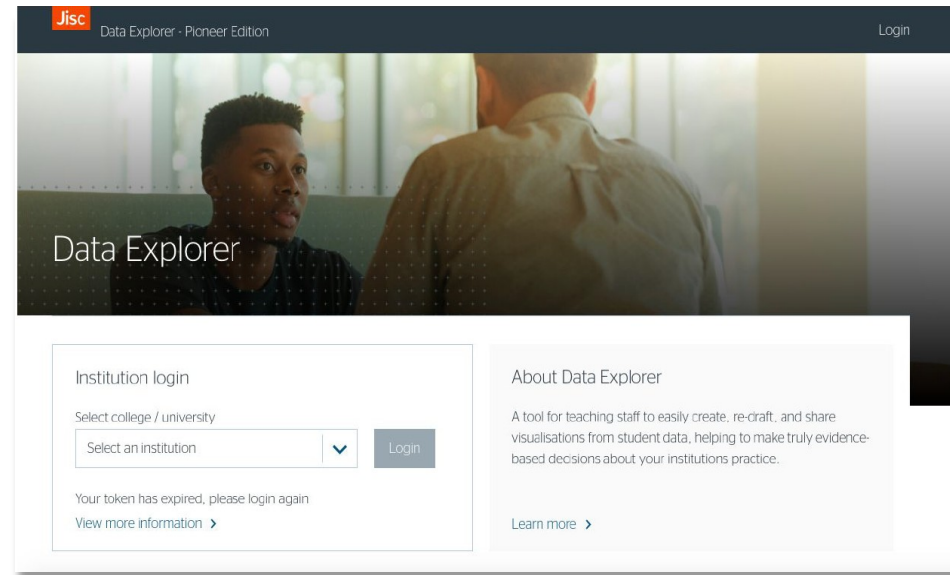 Jisc
Data Explorer - Pioneer Edition
Login
Data Explorer
Institution login
Select college / university
Select an institution
Login
Your token has expired, please login again
View more information
About Data Explorer
A tool for teaching staff to easily create, re-draft, and share
visualisations from student data, helping to make truly evidence-
based decisions about your institutions practice.
Learn more